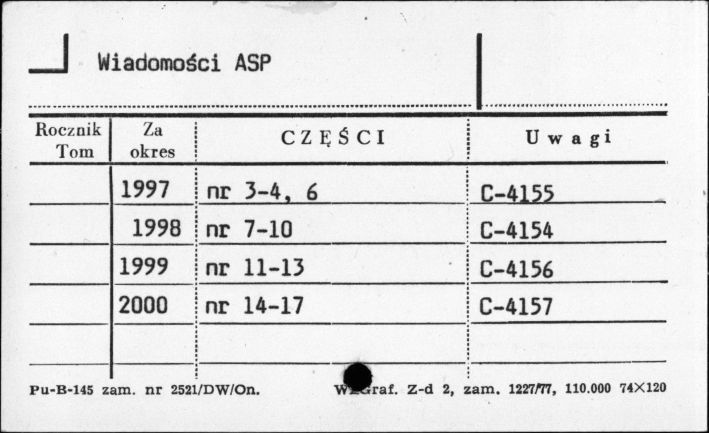 Wiadomości ASP
Rocznik Tom Za okres CZĘŚCI Uwagi
1997 nr 3-4, 6 C-4155
1998 nr 7-10 C-4154
1999 nr 11-13 C-4156
2000 nr 14-17 C-4157
Pu-B-145 zam. nr 2521/DW/On. Z-d 2, zam. 1227/77, 110.000 74×120